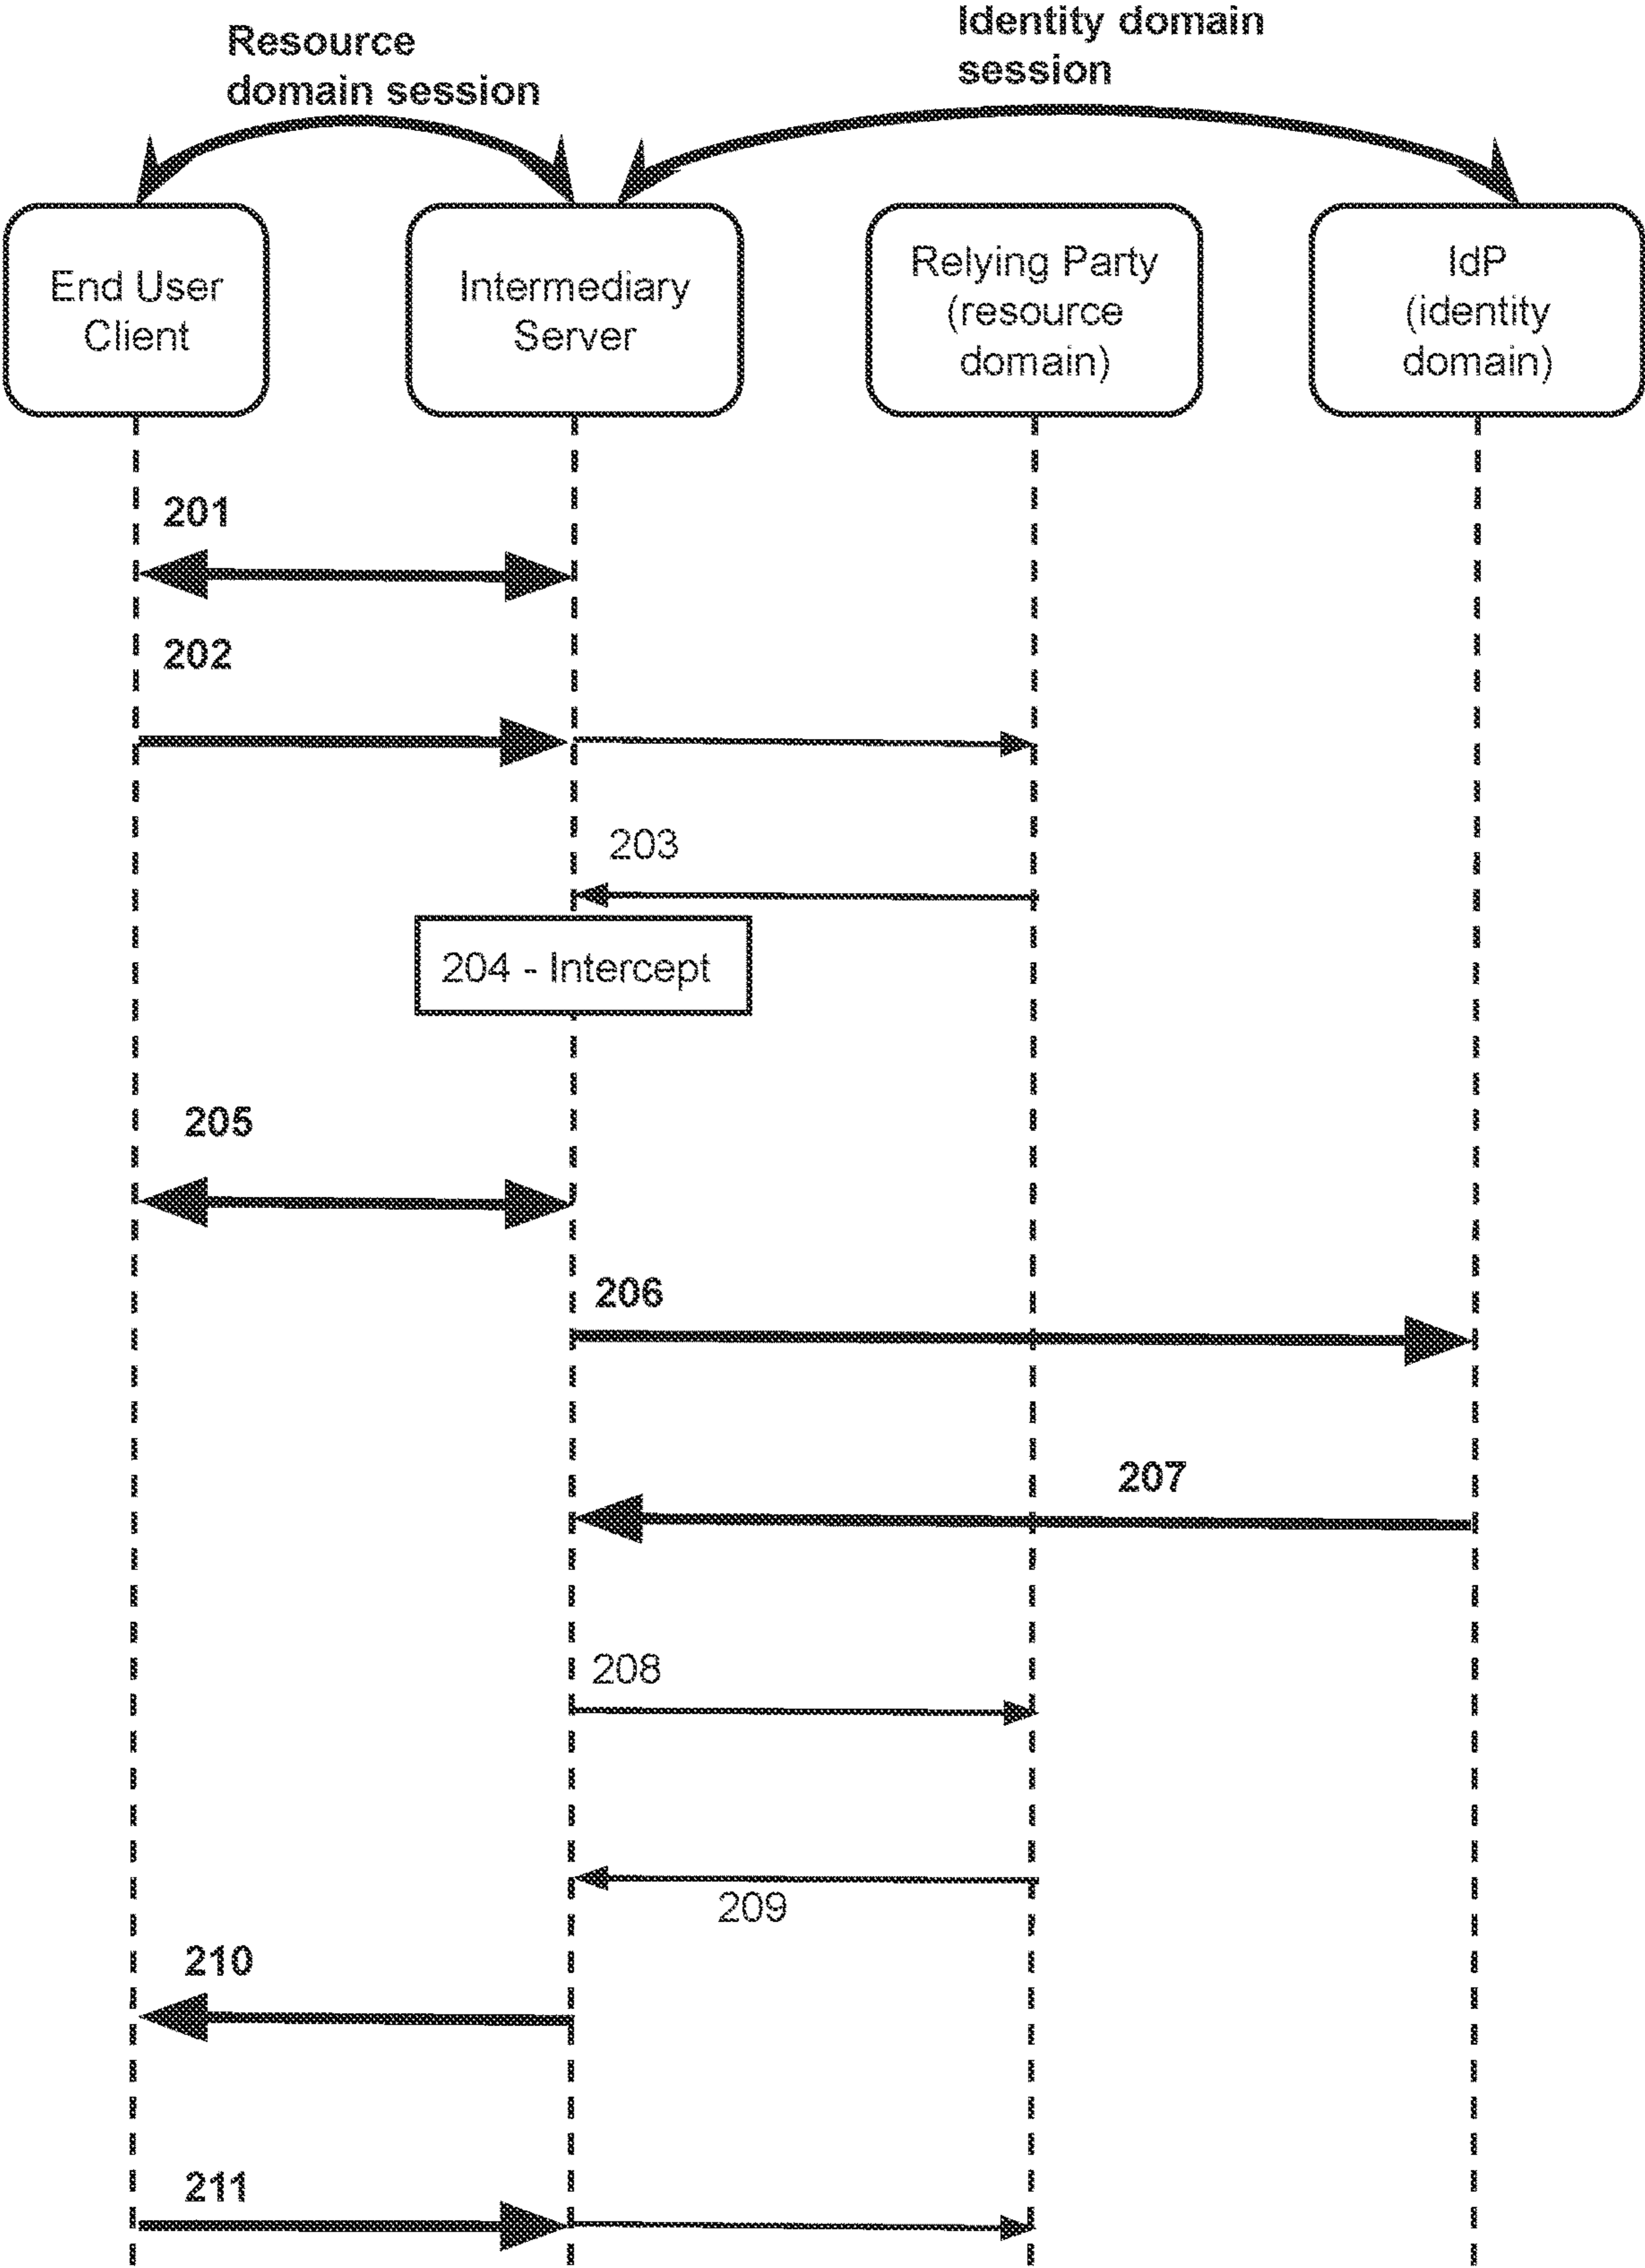 Resource
domain session
Identity domain
session
End User
Client
Intermediary
Server
Relying Party
(resource
domain)
IdP
(identity
domain)
201
202
203
204 - Intercept
205
206
207
208
209
210
211